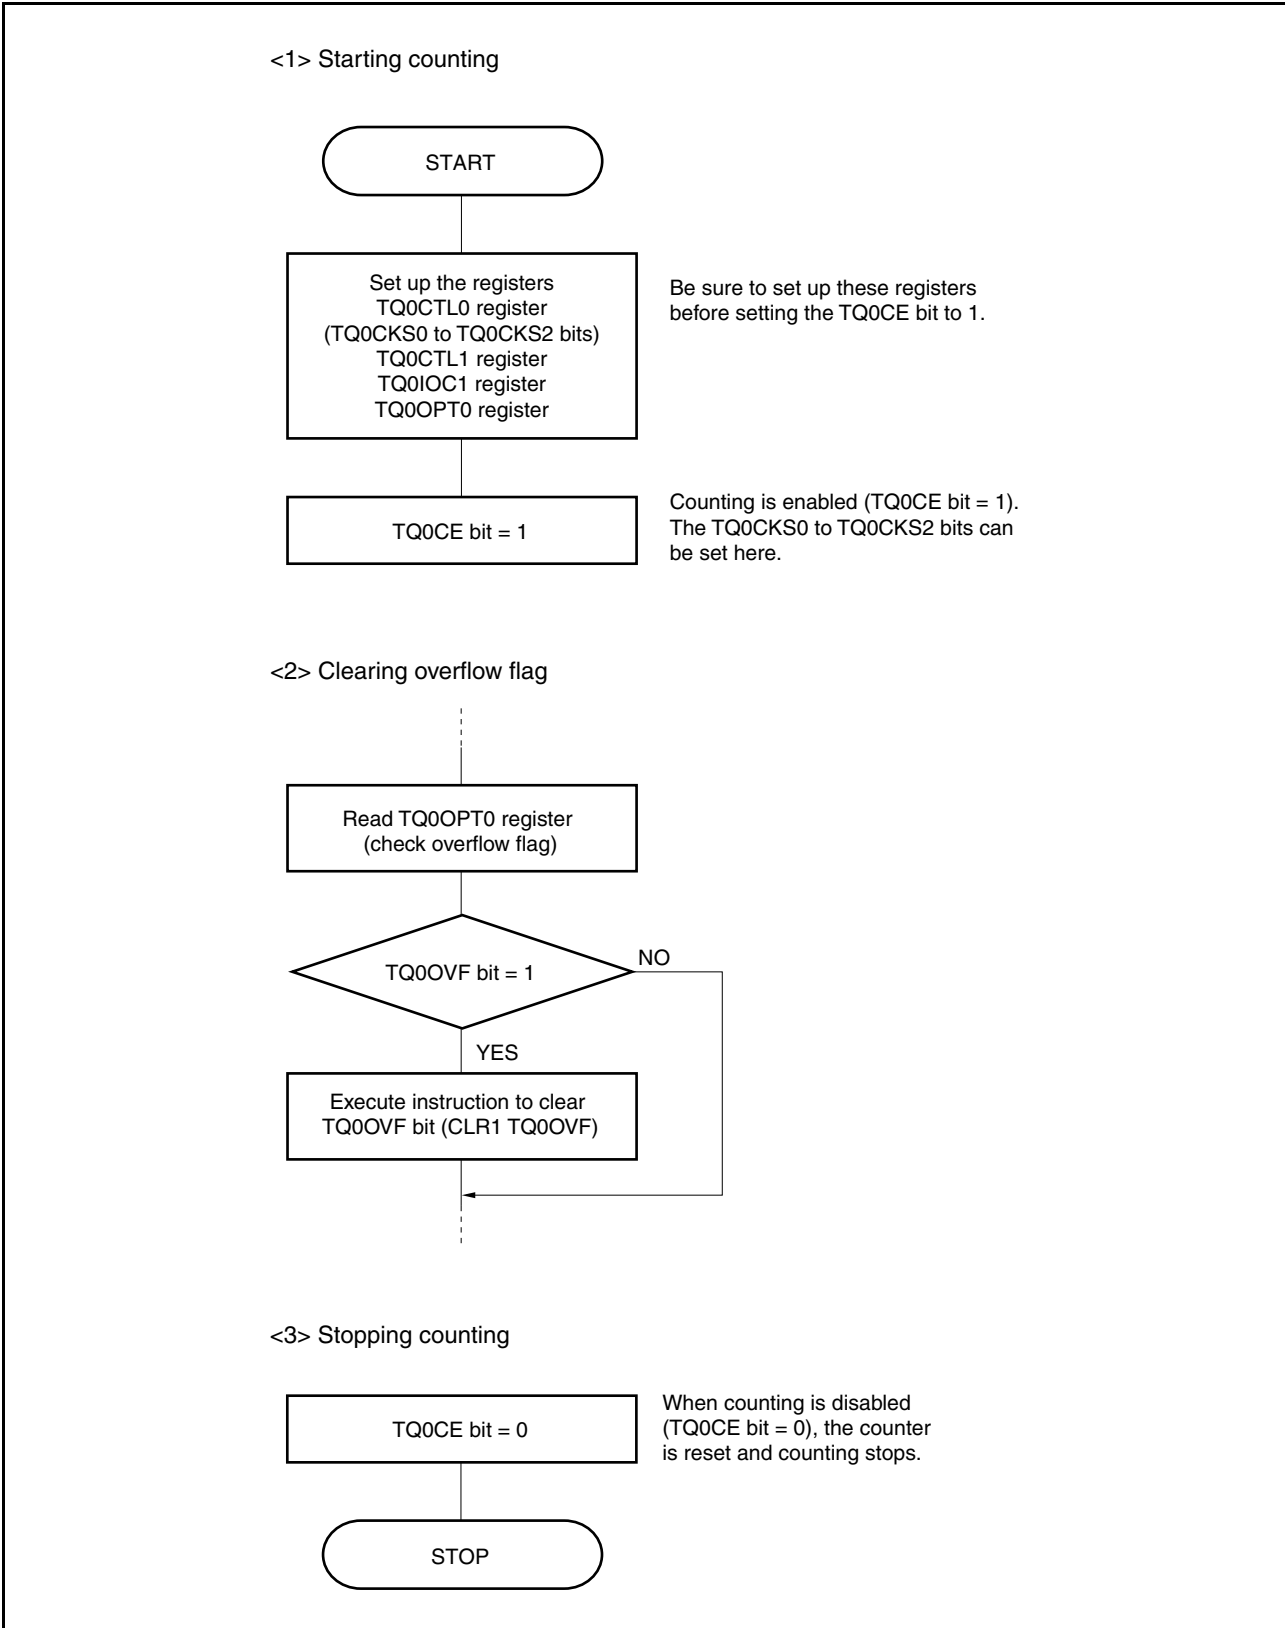 <1> Starting counting
START
Set up the registers
TQ0CTL0 register
(TQ0CKS0 to TQ0CKS2 bits)
TQ0CTL1 register
TQ0IOC1 register
TQ0OPT0 register
Be sure to set up these registers
before setting the TQ0CE bit to 1.
TQ0CE bit = 1
Counting is enabled (TQ0CE bit = 1).
The TQ0CKS0 to TQ0CKS2 bits can
be set here.
<2> Clearing overflow flag
Read TQ0OPT0 register
(check overflow flag)
TQ0OVF bit = 1
NO
YES
Execute instruction to clear
TQ0OVF bit (CLR1 TQ0OVF)
<3> Stopping counting
TQ0CE bit = 0
When counting is disabled
(TQ0CE bit = 0), the counter
is reset and counting stops.
STOP